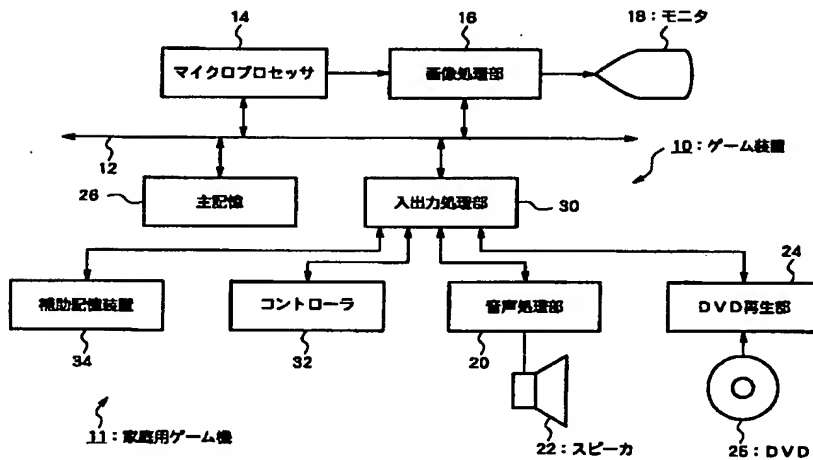 14
16
18：モニタ
マイクロプロセッサ
画像処理部
12
10：ゲーム装置
26
主記憶
入出力処理部
30
24
補助記憶装置
コントローラ
音声処理部
DVD再生部
34
32
20
11：家庭用ゲーム機
22：スピーカ
25：DVD